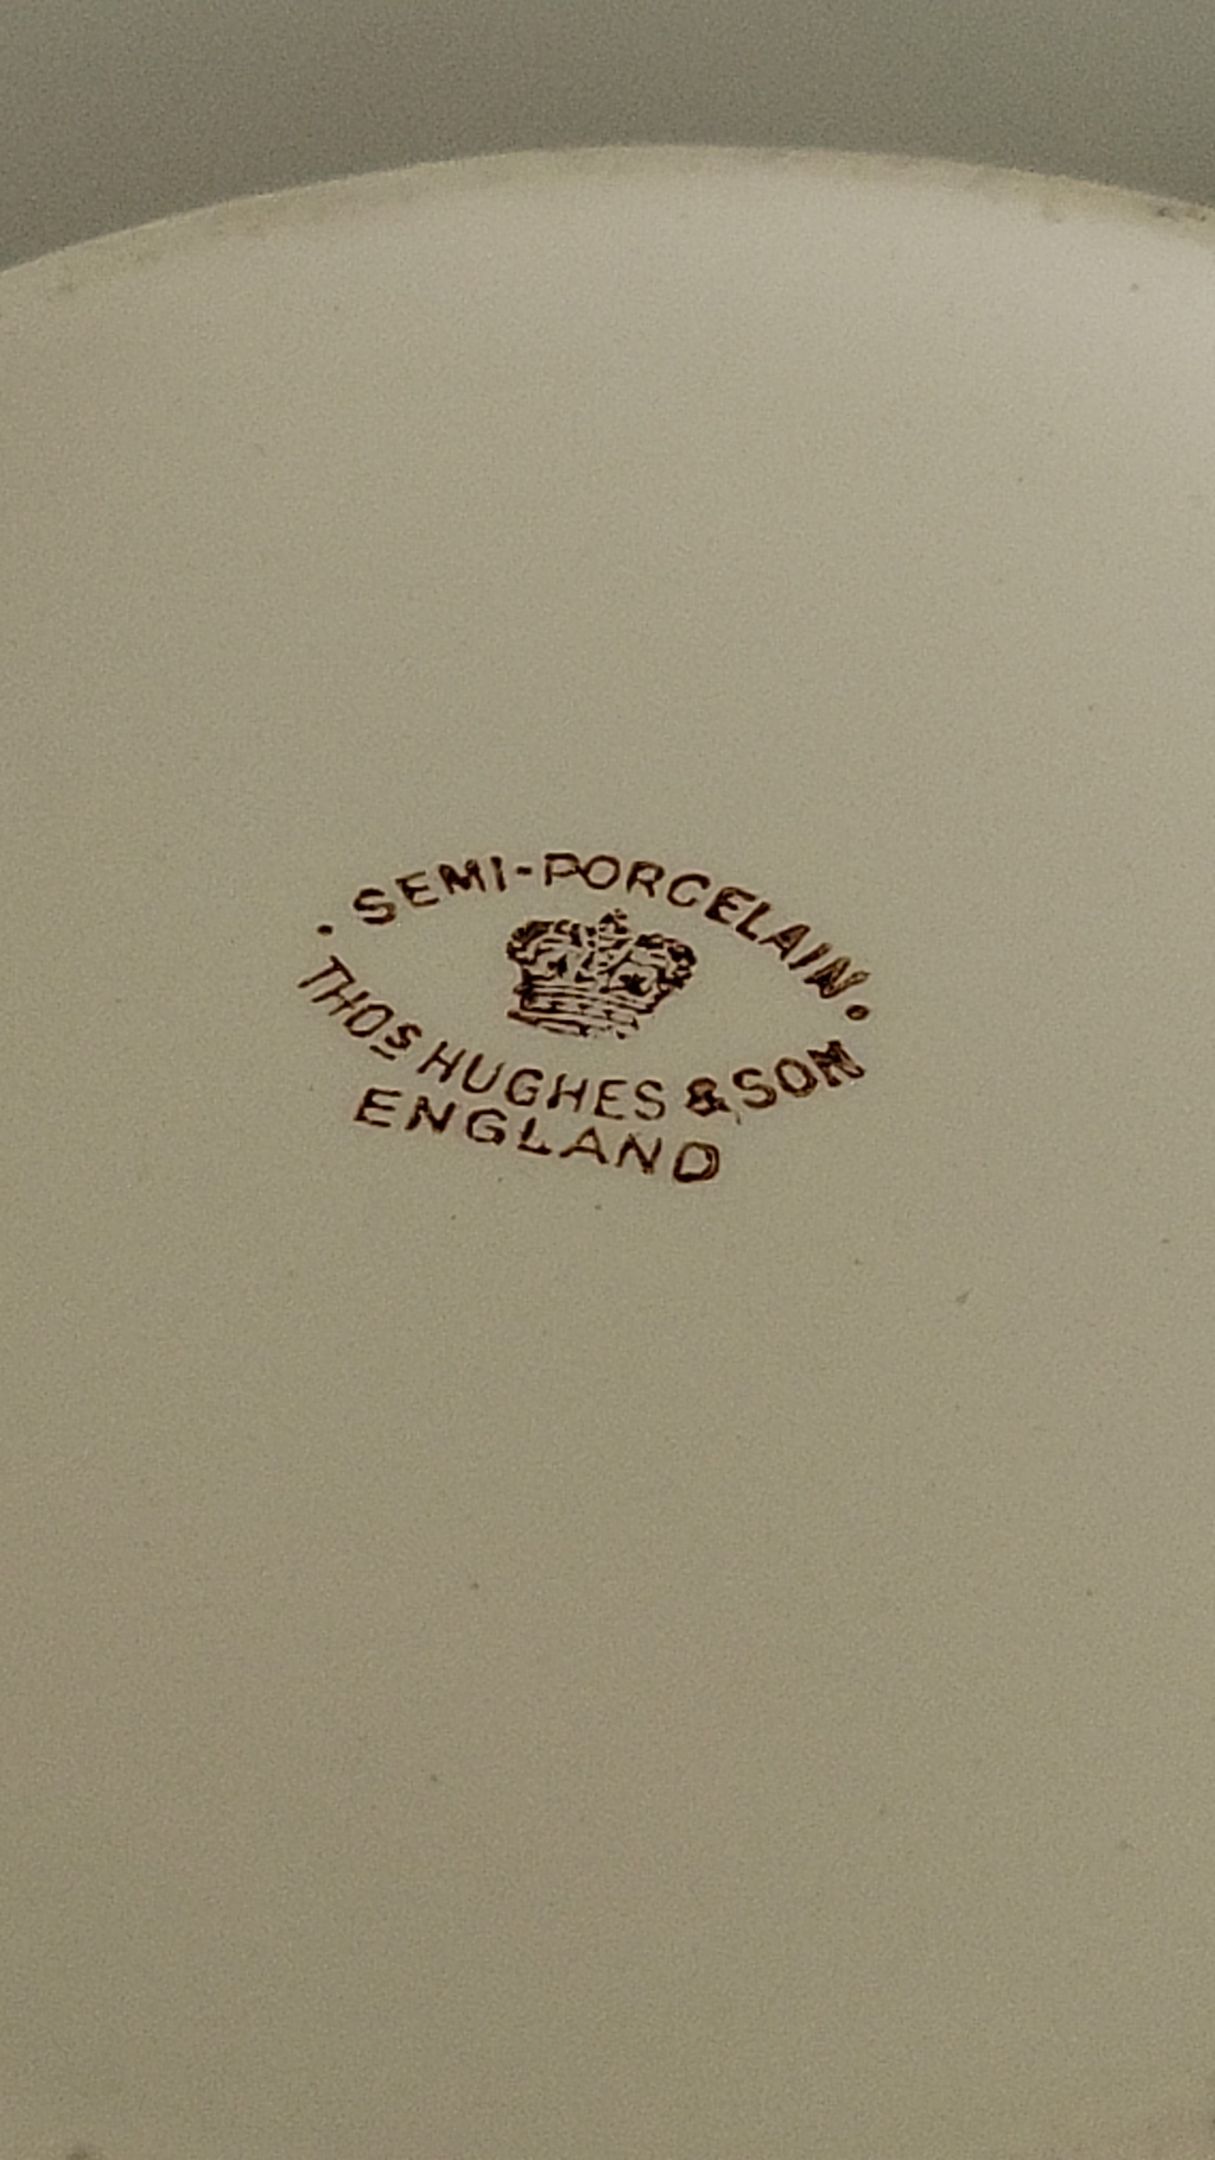 · SEMI-PORCELAIN ·
THOS HUGHES & SON
ENGLAND